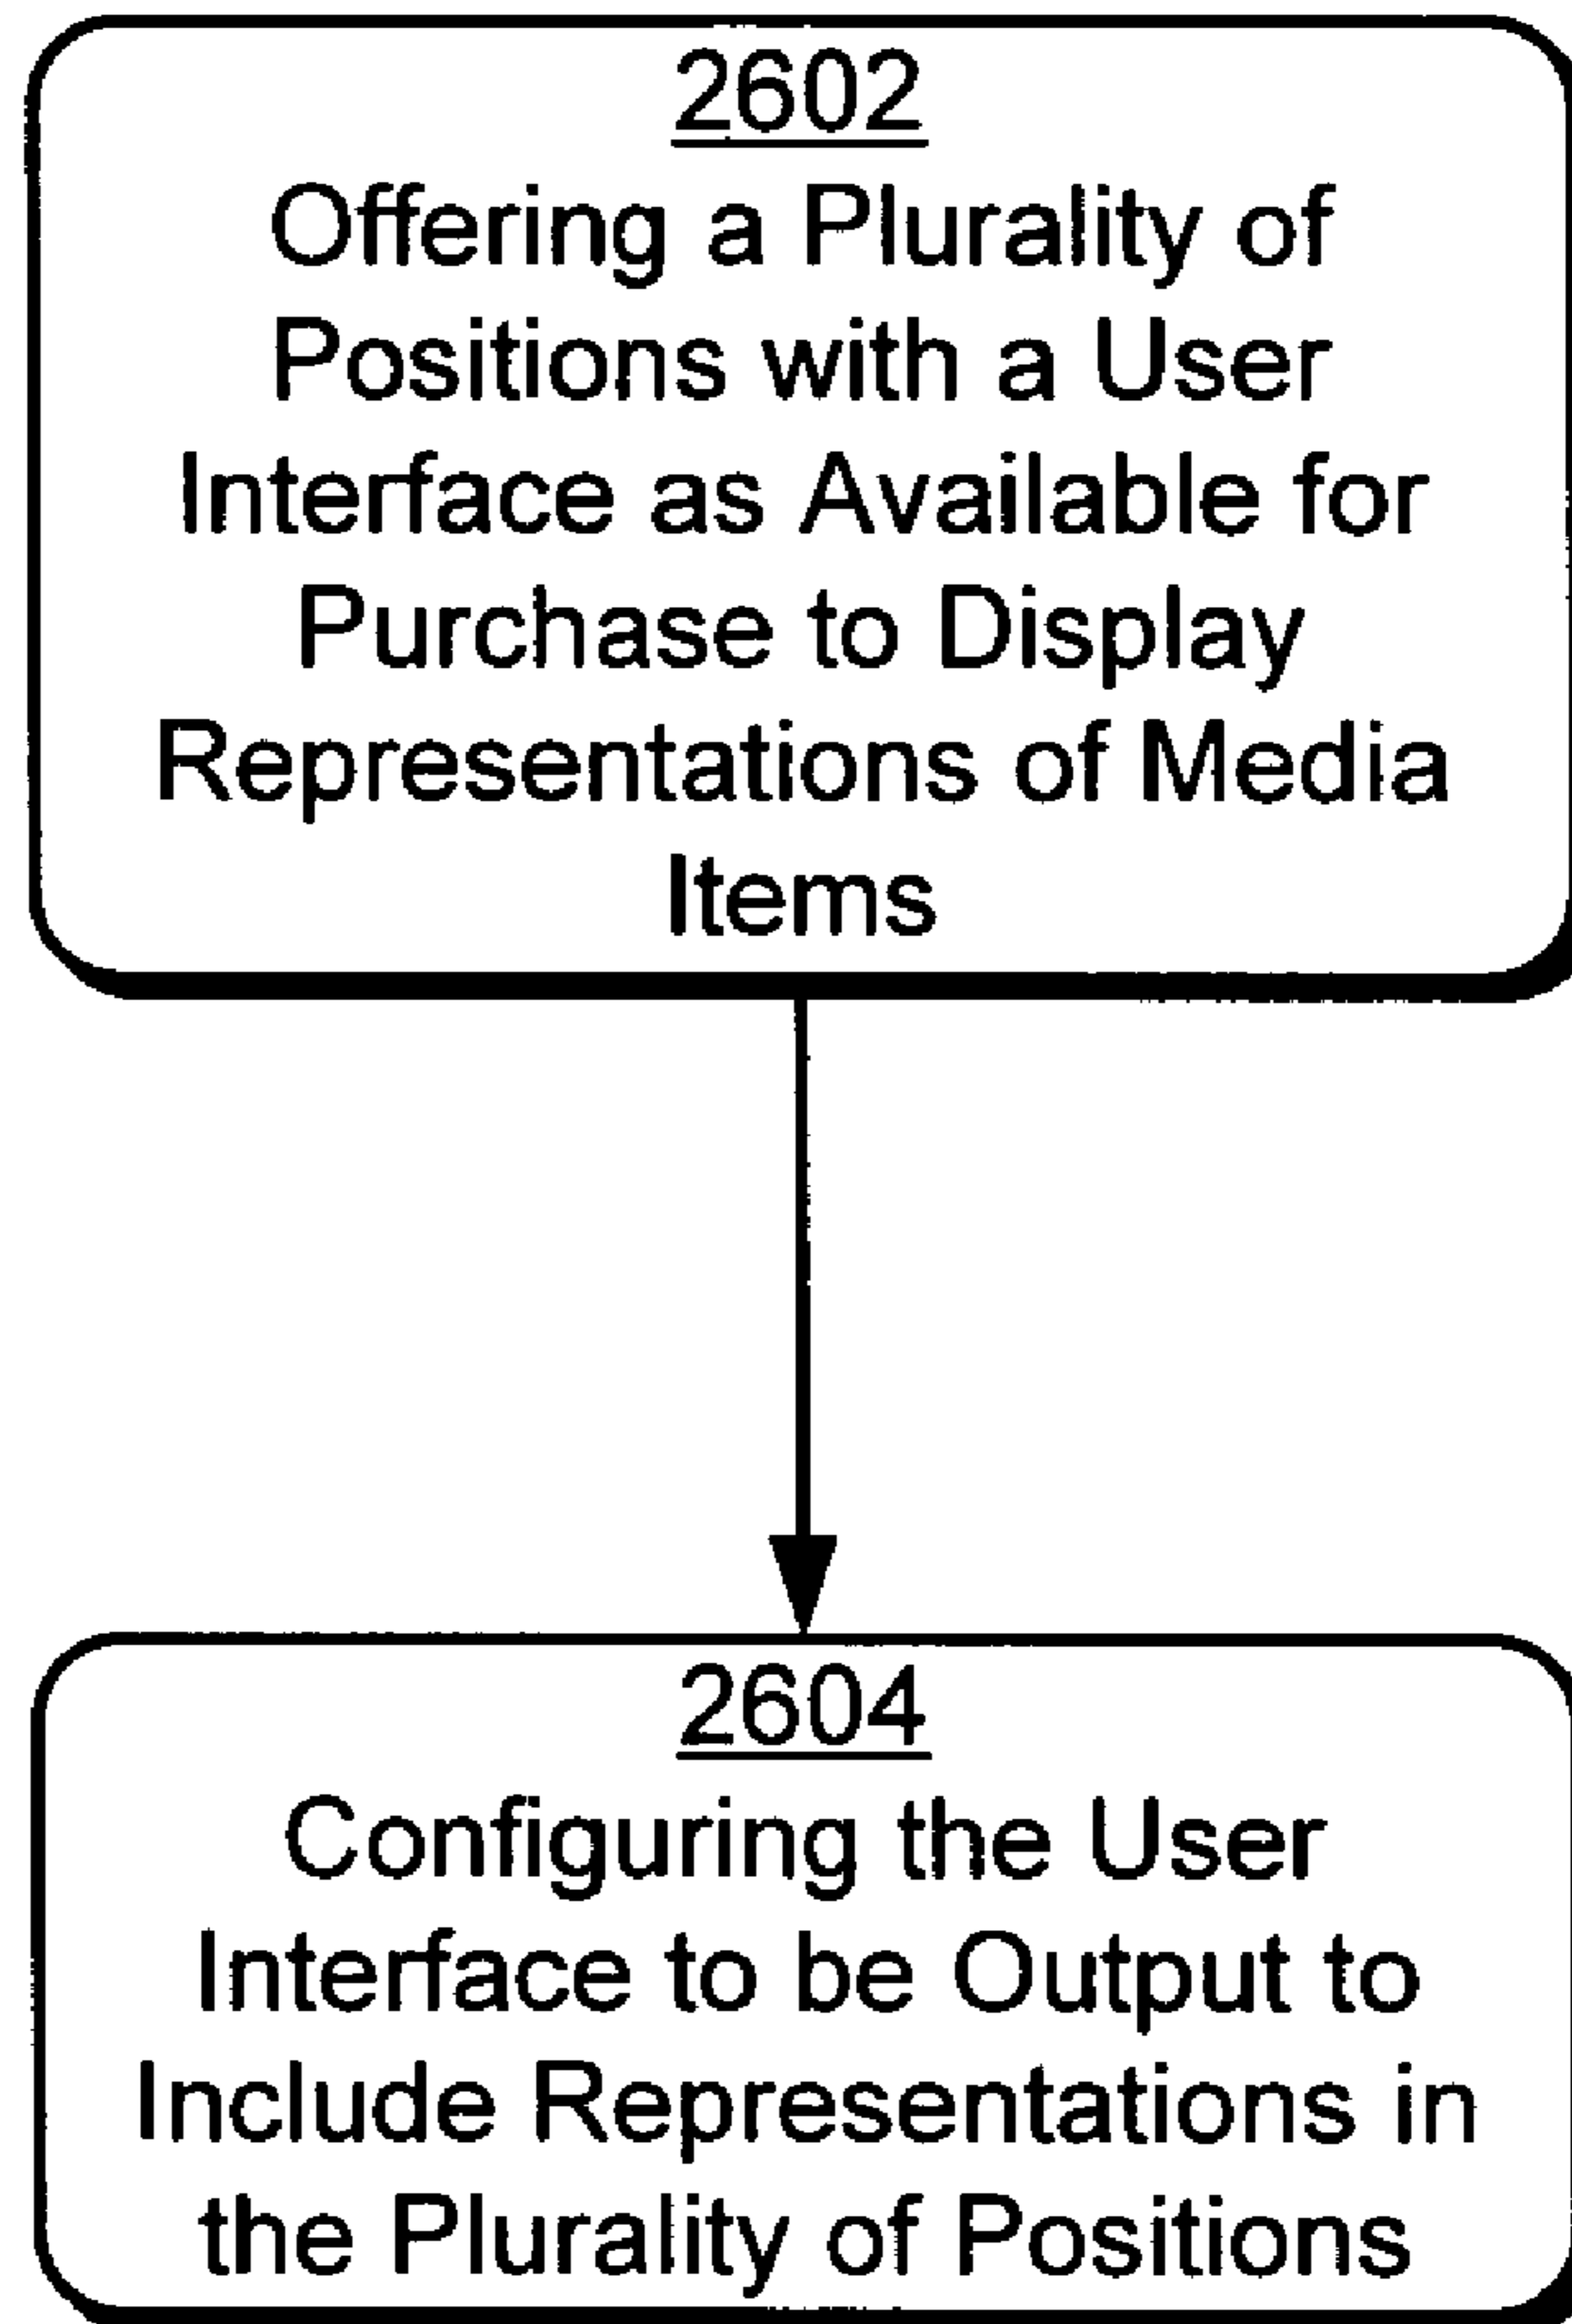 2602
Offering a Plurality of
Positions with a User
Interface as Available for
Purchase to Display
Representations of Media
Items
2604
Configuring the User
Interface to be Output to
Include Representations in
the Plurality of Positions